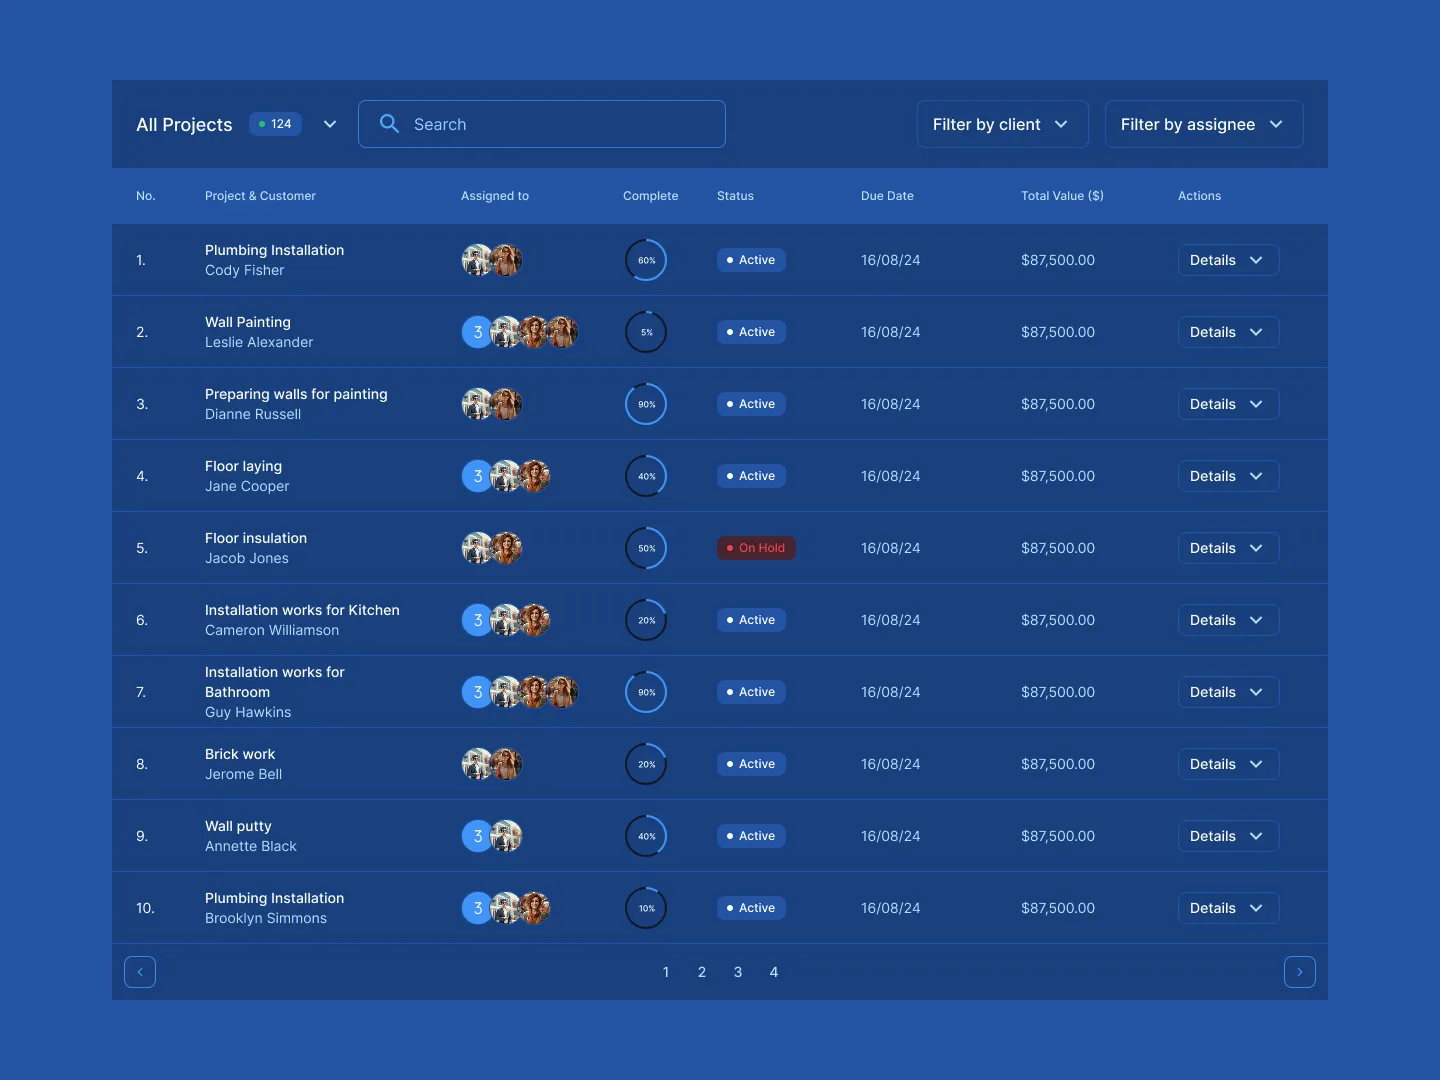 All Projects 124 Search Filter by client Filter by assignee
No. Project & Customer Assigned to Complete Status Due Date Total Value ($) Actions
1. Plumbing Installation 60% Active 16/08/24 $87,500.00 Details
Cody Fisher
2. Wall Painting 3 5% Active 16/08/24 $87,500.00 Details
Leslie Alexander
3. Preparing walls for painting 90% Active 16/08/24 $87,500.00 Details
Dianne Russell
4. Floor laying 3 40% Active 16/08/24 $87,500.00 Details
Jane Cooper
5. Floor insulation 50% On Hold 16/08/24 $87,500.00 Details
Jacob Jones
6. Installation works for Kitchen 3 20% Active 16/08/24 $87,500.00 Details
Cameron Williamson
7. Installation works for
Bathroom 3 90% Active 16/08/24 $87,500.00 Details
Guy Hawkins
8. Brick work 20% Active 16/08/24 $87,500.00 Details
Jerome Bell
9. Wall putty 3 40% Active 16/08/24 $87,500.00 Details
Annette Black
10. Plumbing Installation 3 10% Active 16/08/24 $87,500.00 Details
Brooklyn Simmons
1 2 3 4